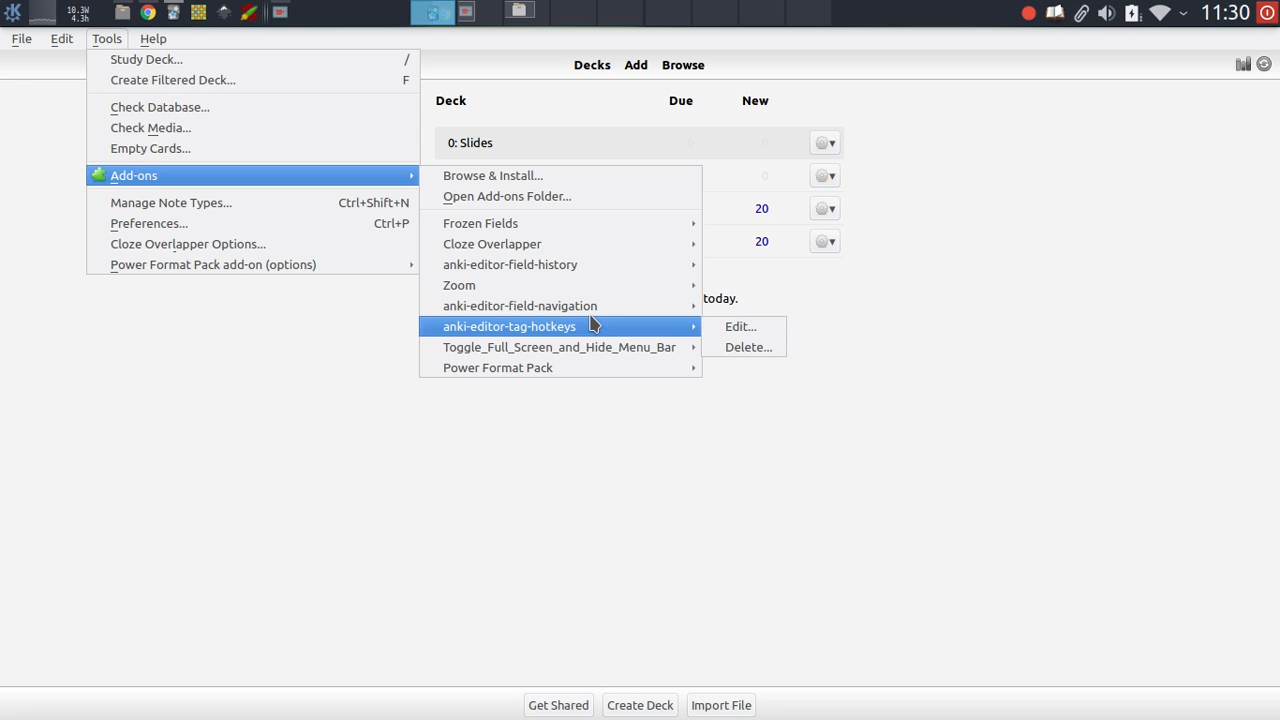 10.3W
4.3h
11:30
File Edit Tools Help
Decks Add Browse
Study Deck... /
Create Filtered Deck... F
Check Database...
Check Media...
Empty Cards...
Add-ons
Manage Note Types... Ctrl+Shift+N
Preferences... Ctrl+P
Cloze Overlapper Options...
Power Format Pack add-on (options)
Browse & Install...
Open Add-ons Folder...
Frozen Fields
Cloze Overlapper
anki-editor-field-history
Zoom
anki-editor-field-navigation
anki-editor-tag-hotkeys
Toggle_Full_Screen_and_Hide_Menu_Bar
Power Format Pack
Edit...
Delete...
Deck Due New
0: Slides 0 0
0
20
20
today.
Get Shared Create Deck Import File